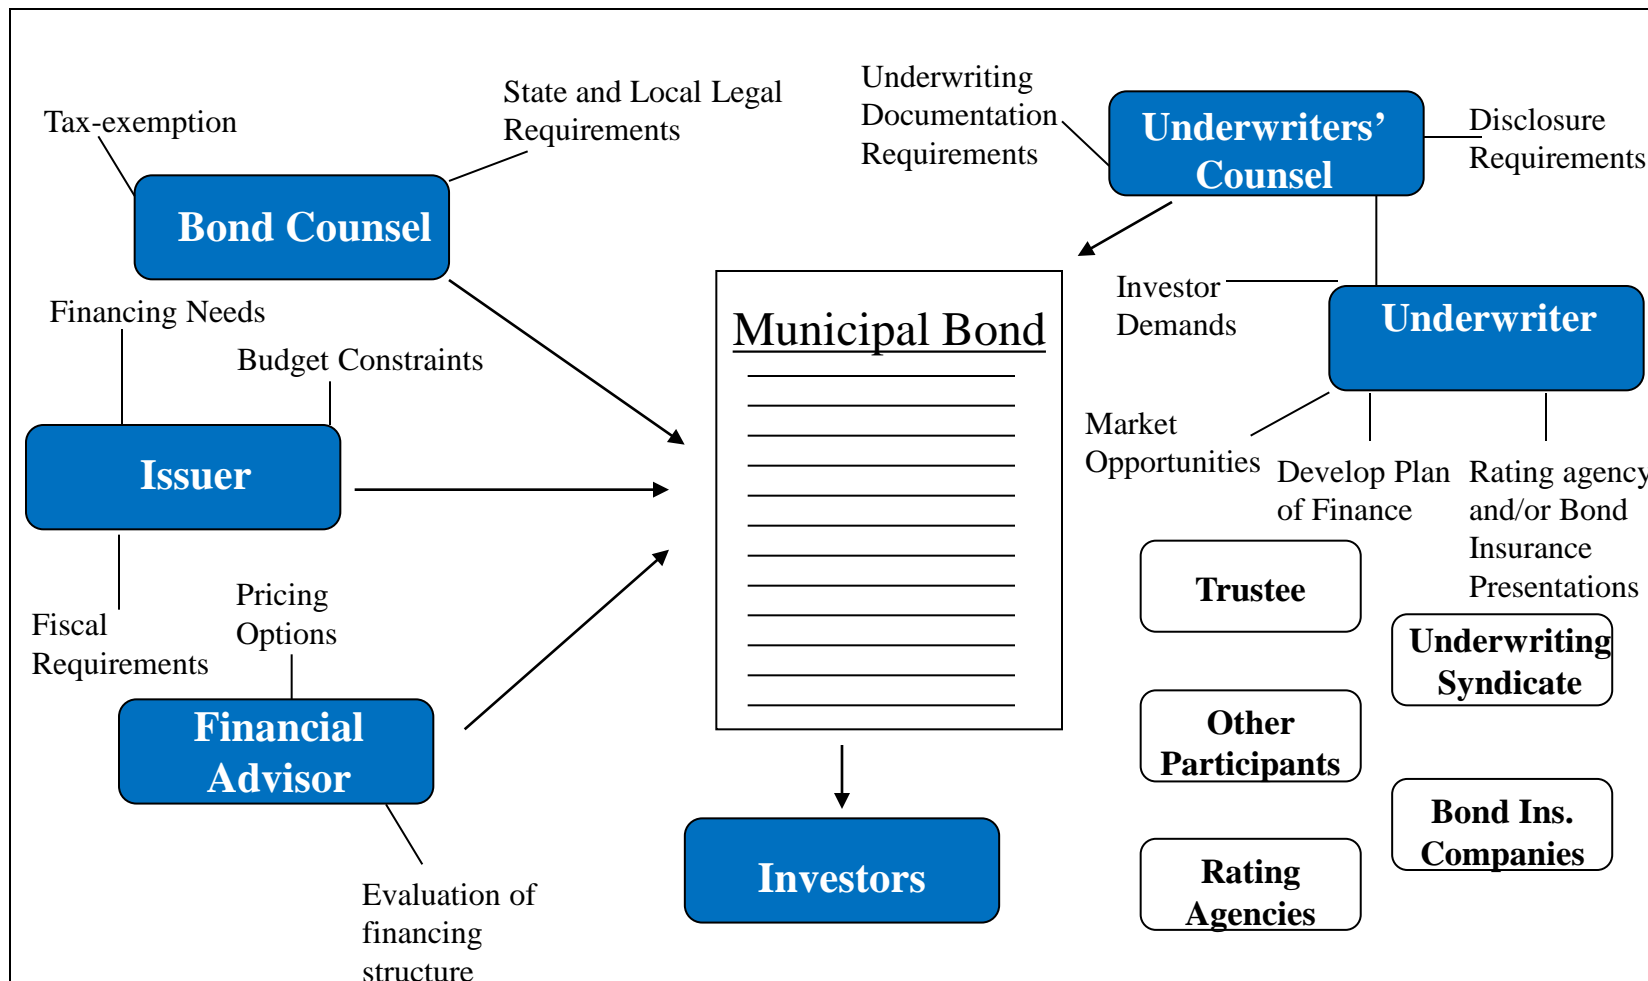 Tax-exemption
State and Local Legal
Requirements
Bond Counsel
Underwriting
Documentation
Requirements
Underwriters’
Counsel
Disclosure
Requirements
Financing Needs
Budget Constraints
Issuer
Fiscal
Requirements
Pricing
Options
Financial
Advisor
Evaluation of
financing
structure
Municipal Bond
Investors
Investor
Demands
Underwriter
Market
Opportunities
Develop Plan
of Finance
Rating agency
and/or Bond
Insurance
Presentations
Trustee
Underwriting
Syndicate
Other
Participants
Bond Ins.
Companies
Rating
Agencies